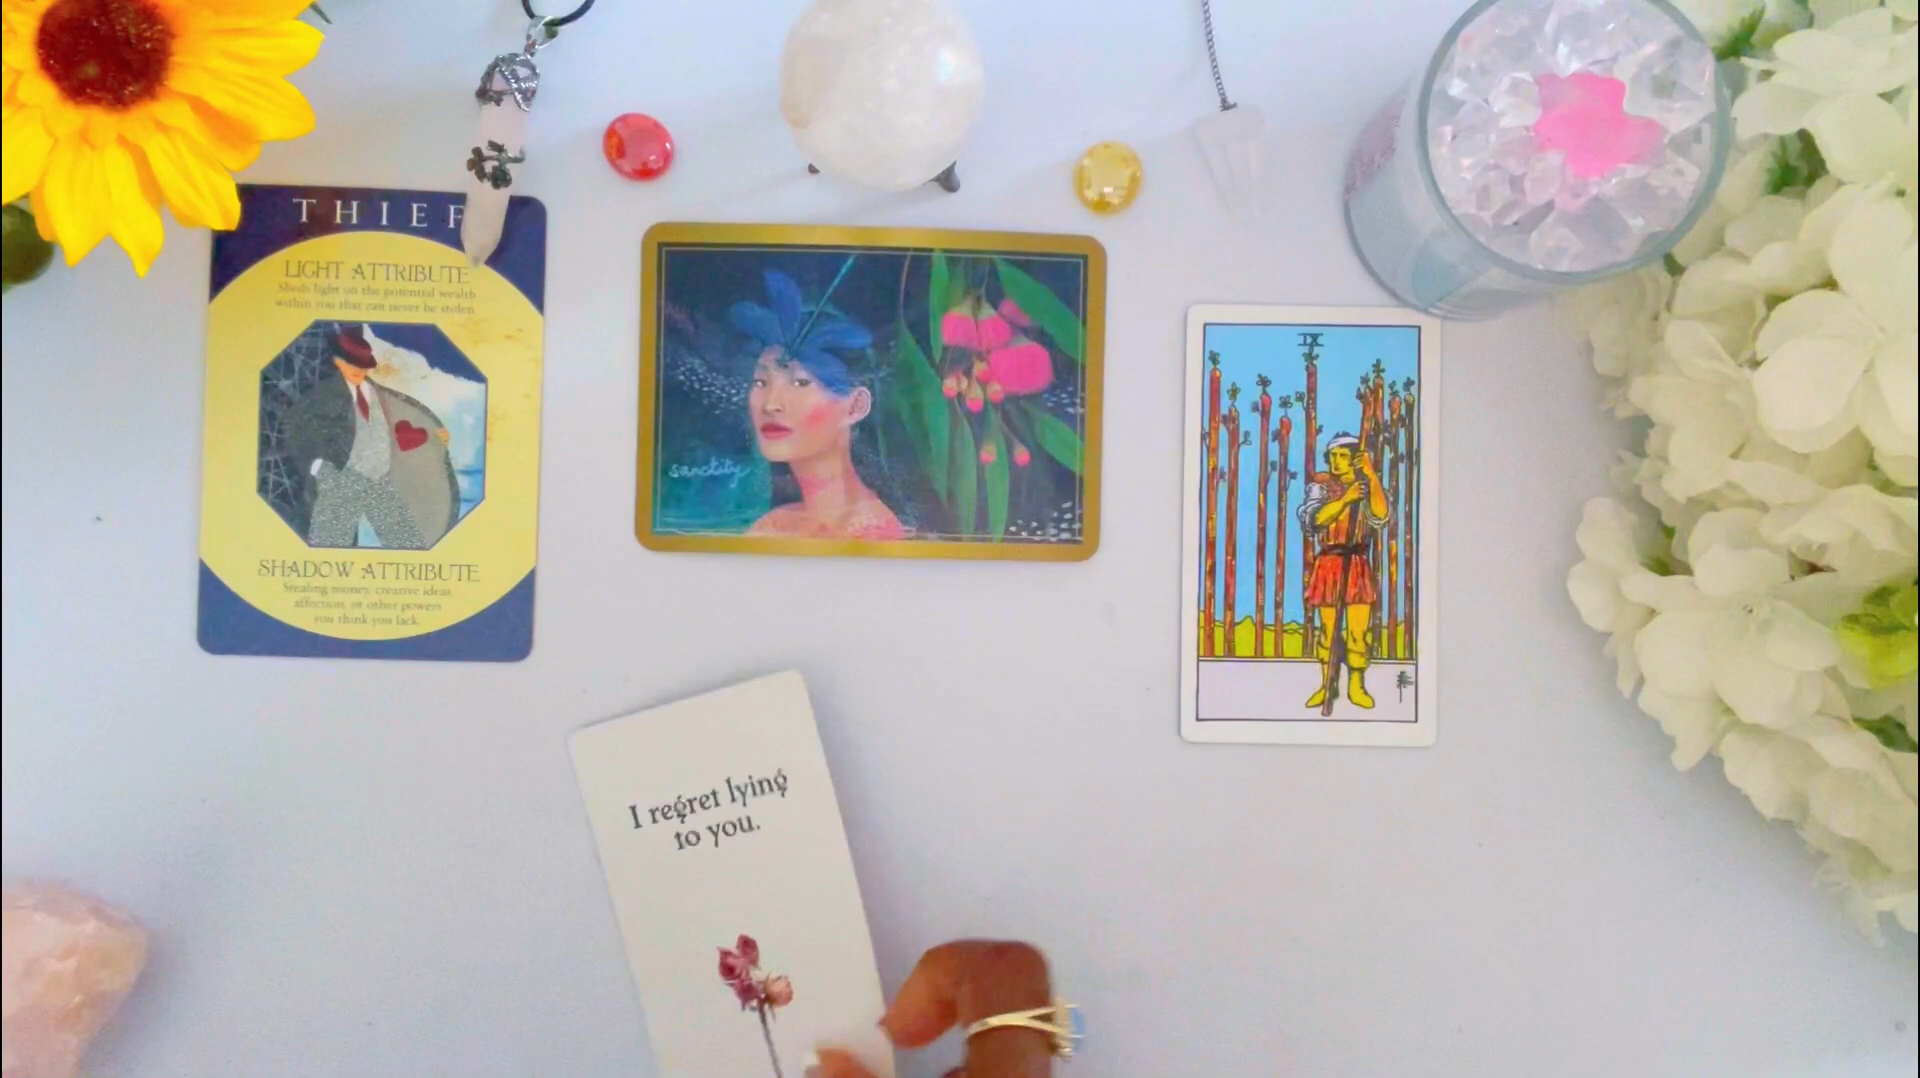 THIEF
LIGHT ATTRIBUTE
Sheds light on the potential wealth
within you that can never be stolen.
SHADOW ATTRIBUTE
Stealing money, creative ideas,
affection, or other powers
you think you lack.
sanctity
IX
I regret lying
to you.